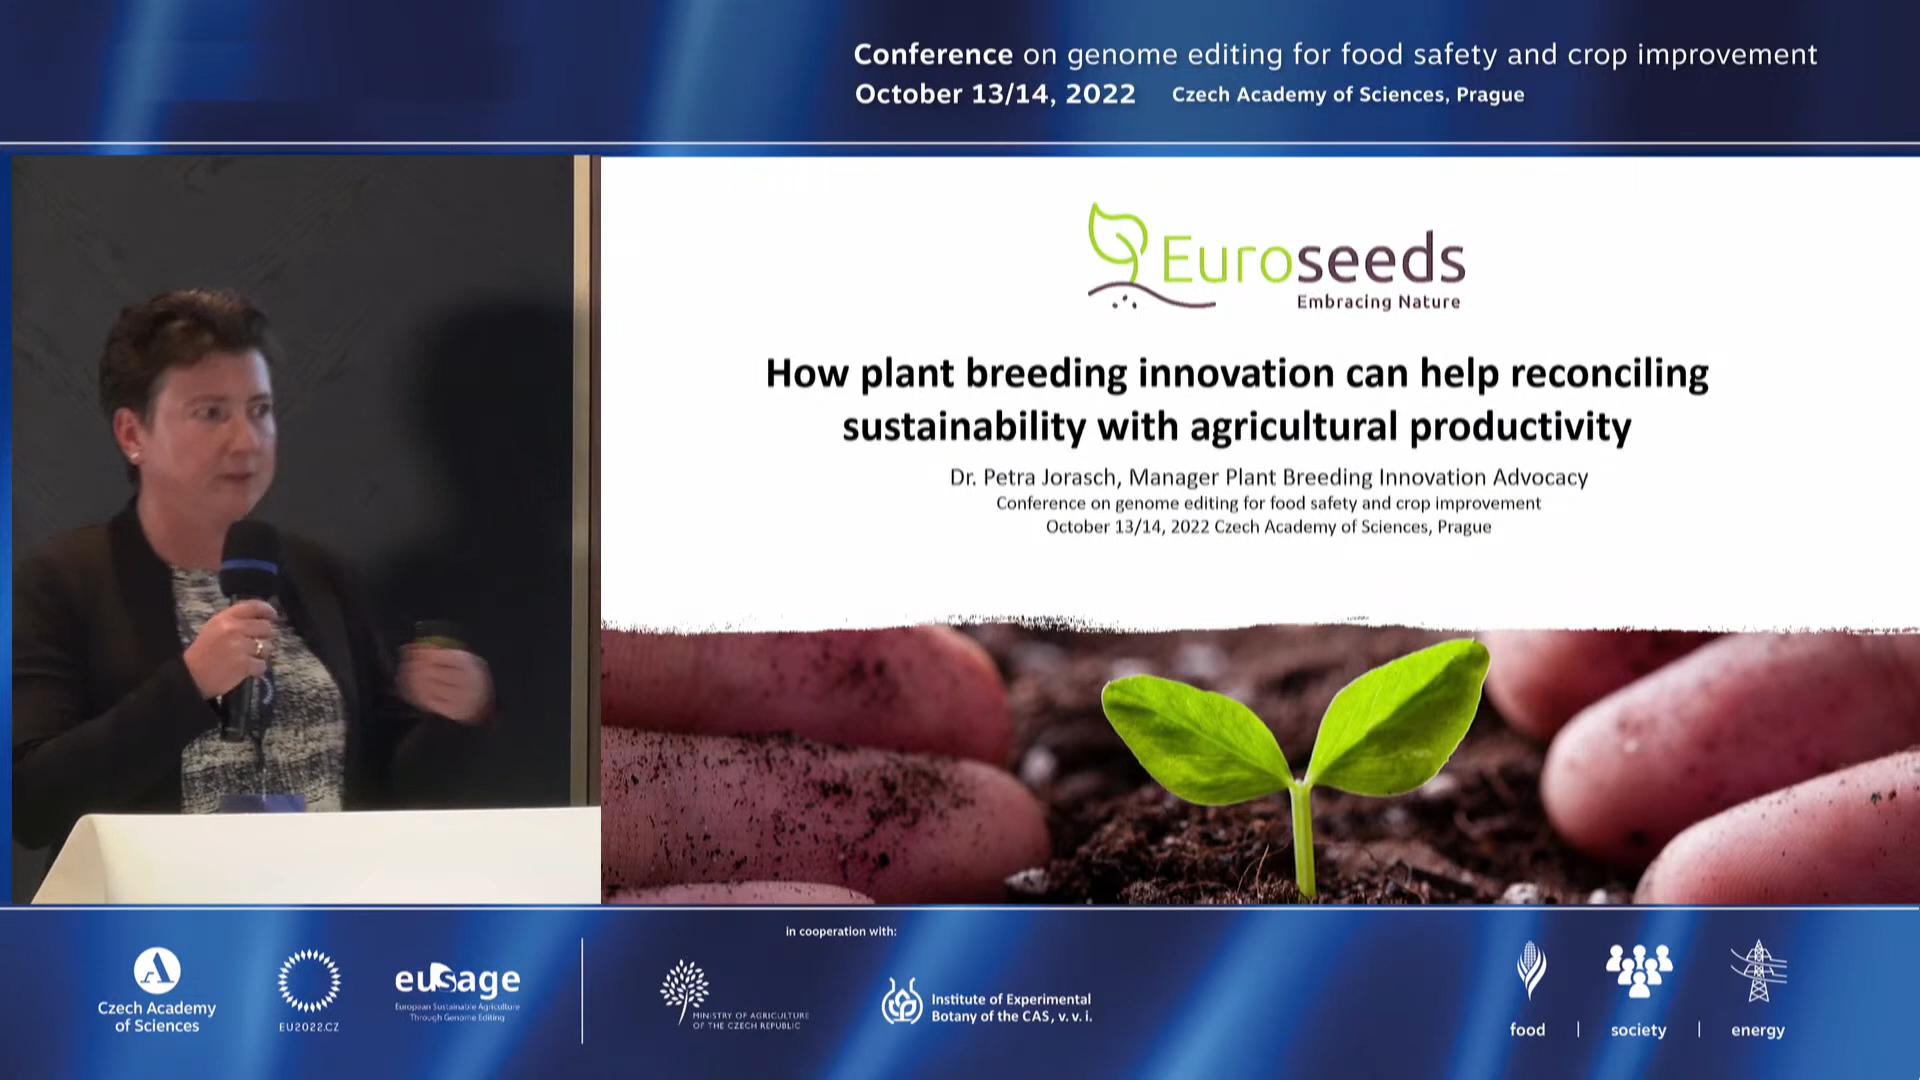 Conference on genome editing for food safety and crop improvement
October 13/14, 2022 Czech Academy of Sciences, Prague
Euroseeds
Embracing Nature
How plant breeding innovation can help reconciling
sustainability with agricultural productivity
Dr. Petra Jorasch, Manager Plant Breeding Innovation Advocacy
Conference on genome editing for food safety and crop improvement
October 13/14, 2022 Czech Academy of Sciences, Prague
in cooperation with:
Czech Academy
of Sciences
EU2022.CZ
eusage
European Sustainable Agriculture
Through Genome Editing
MINISTRY OF AGRICULTURE
OF THE CZECH REPUBLIC
Institute of Experimental
Botany of the CAS, v. v. i.
food | society | energy